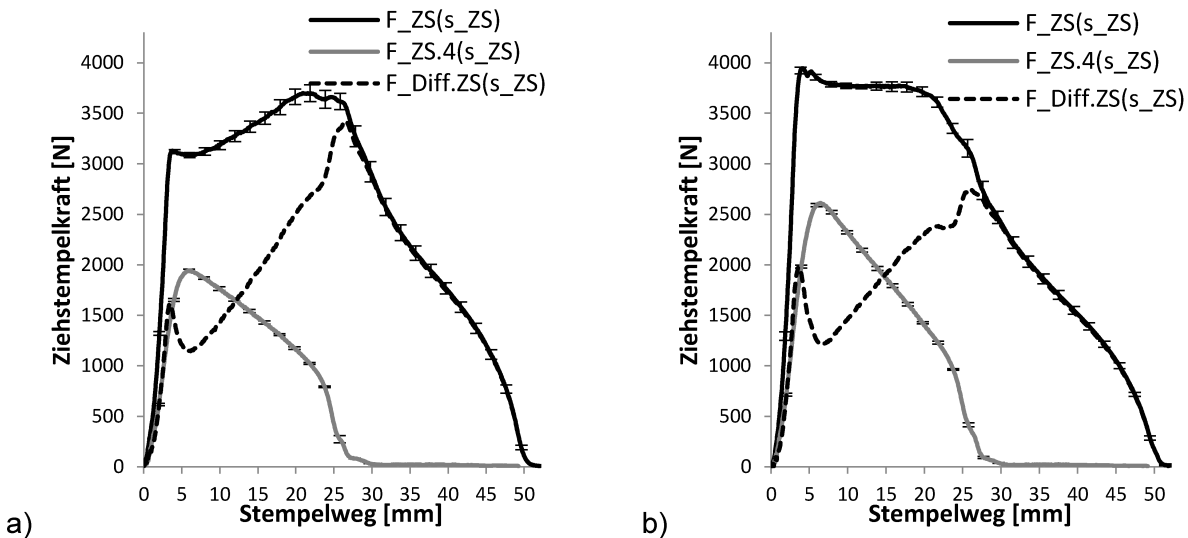 F_ZS(s_ZS)
F_ZS.4(s_ZS)
F_Diff.ZS(s_ZS)
4000
3500
3000
2500
2000
1500
1000
500
0
Ziehstempelkraft [N]
0 5 10 15 20 25 30 35 40 45 50
Stempelweg [mm]
a)
F_ZS(s_ZS)
F_ZS.4(s_ZS)
F_Diff.ZS(s_ZS)
4000
3500
3000
2500
2000
1500
1000
500
0
Ziehstempelkraft [N]
0 5 10 15 20 25 30 35 40 45 50
Stempelweg [mm]
b)